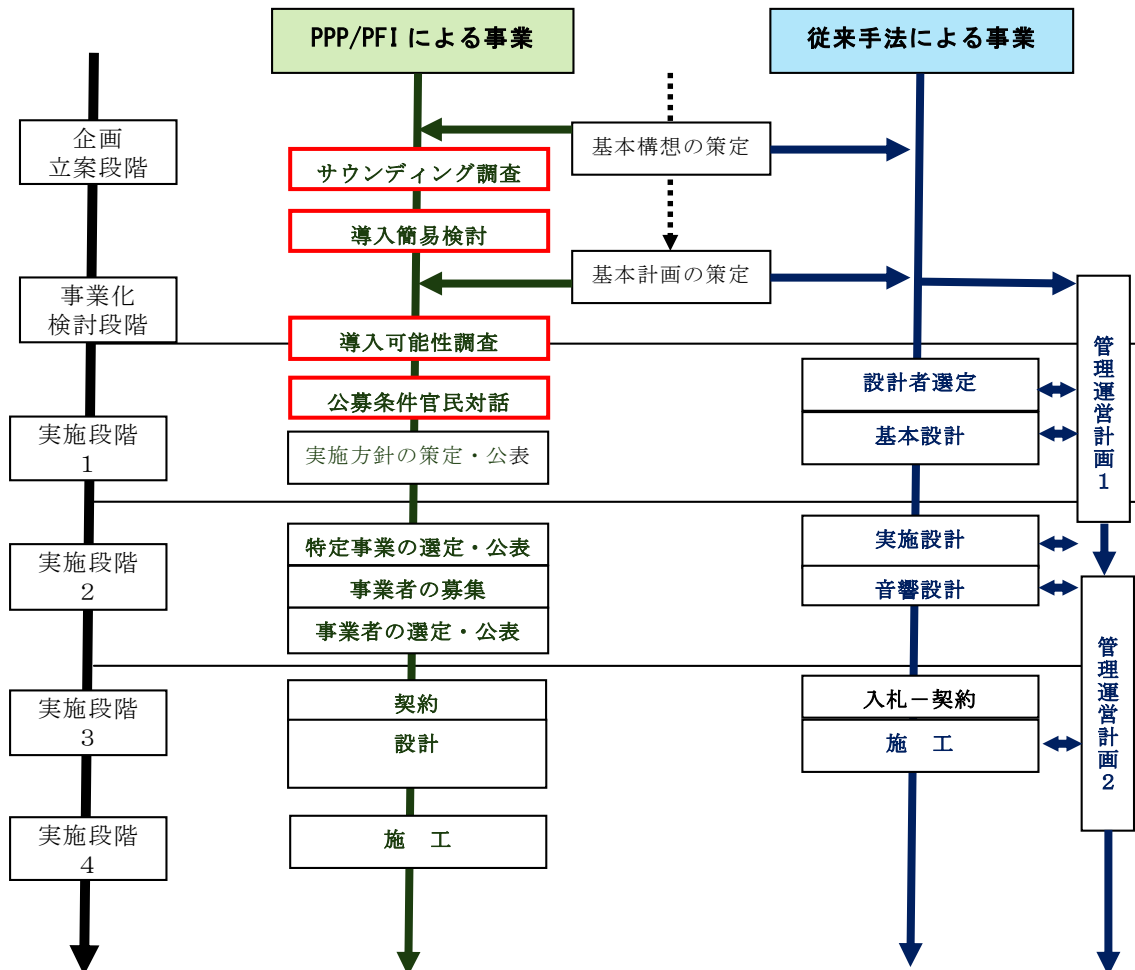 PPP/PFI による事業
従来手法による事業
企画
立案段階
基本構想の策定
サウンディング調査
導入簡易検討
基本計画の策定
事業化
検討段階
導入可能性調査
管理運営計画1
設計者選定
公募条件官民対話
基本設計
実施段階
1
実施方針の策定・公表
特定事業の選定・公表
実施設計
実施段階
2
事業者の募集
音響設計
事業者の選定・公表
管理運営計画2
実施段階
3
契約
入札－契約
設計
施 工
実施段階
4
施 工